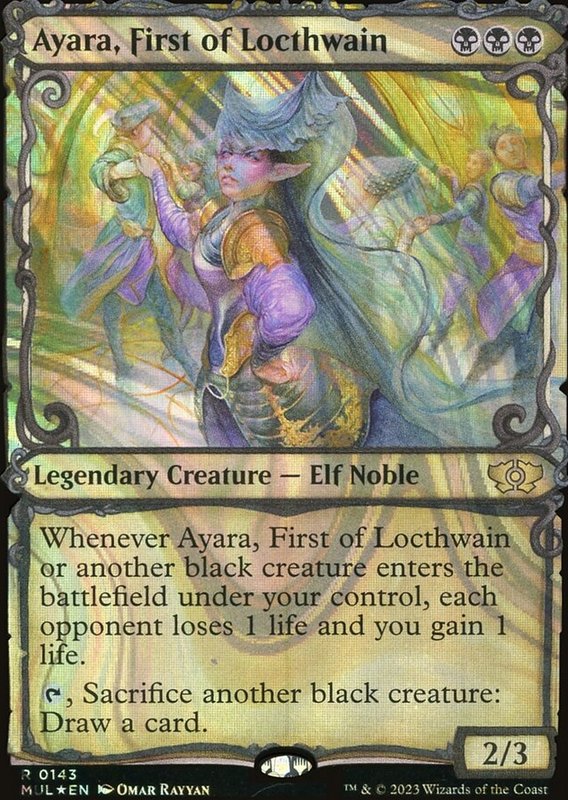 Ayara, First of Locthwain
Legendary Creature — Elf Noble
Whenever Ayara, First of Locthwain
or another black creature enters the
battlefield under your control, each
opponent loses 1 life and you gain 1
life.
, Sacrifice another black creature:
Draw a card.
2/3
R 0143
MUL★EN Omar Rayyan
™ & © 2023 Wizards of the Coast